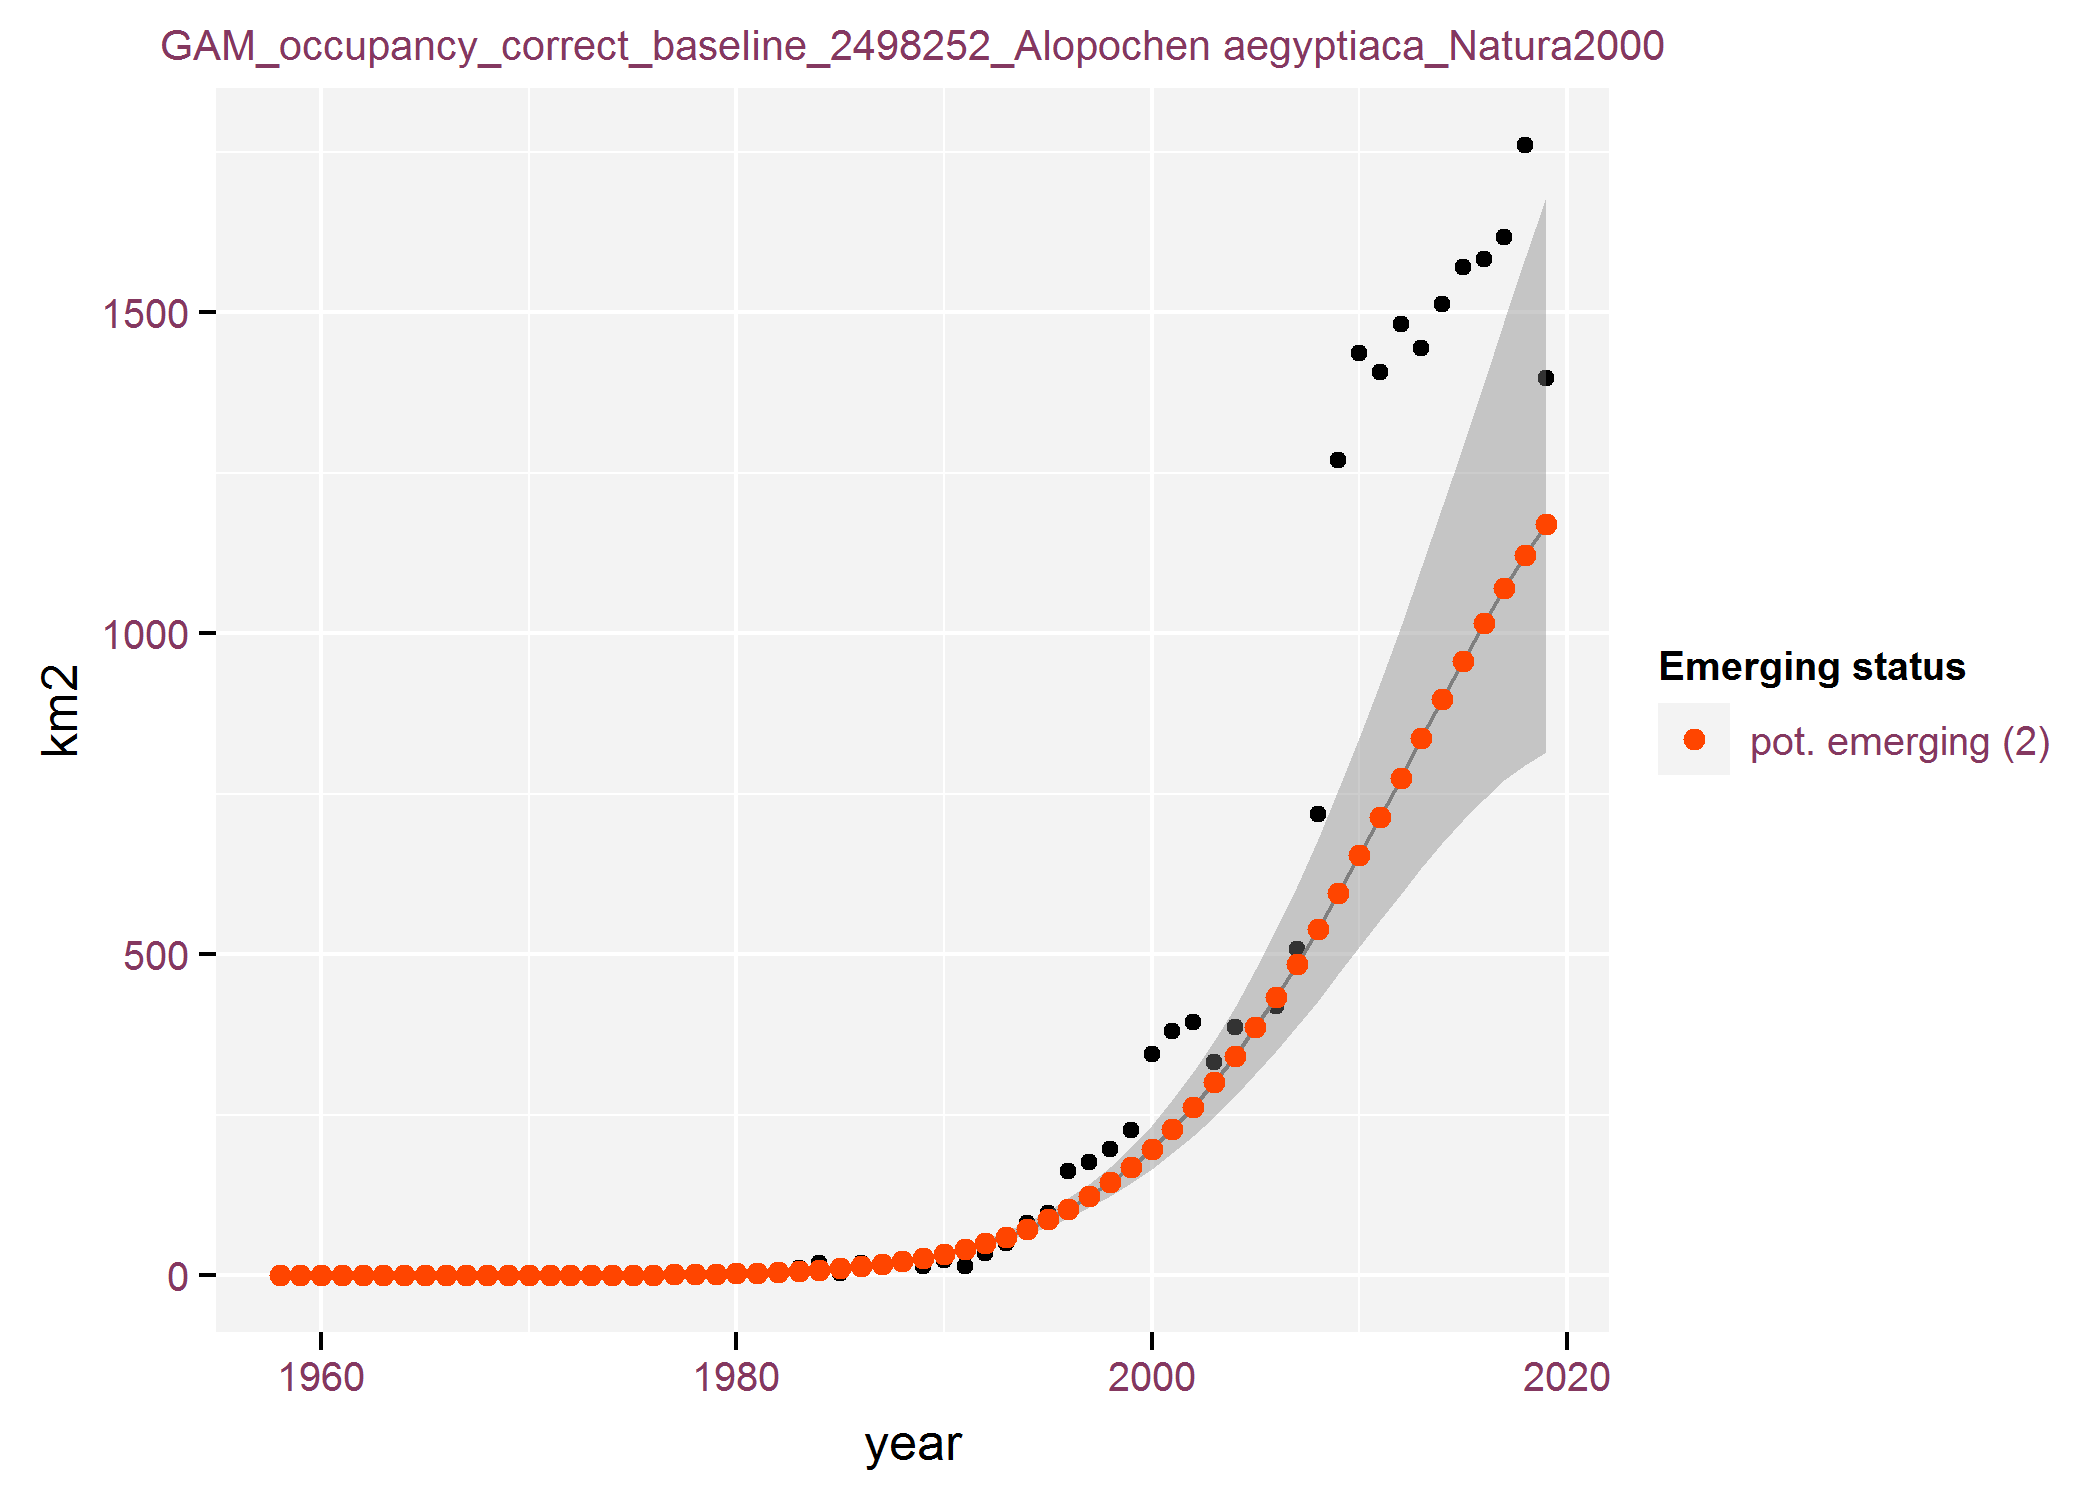 GAM_occupancy_correct_baseline_2498252_Alopochen aegyptiaca_Natura2000
1500
1000
500
0
km2
1960 1980 2000 2020
year
Emerging status
pot. emerging (2)